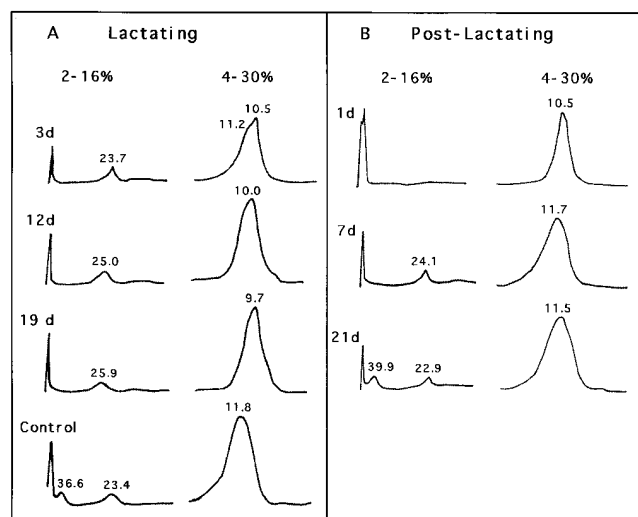 A Lactating
2-16% 4-30%
3d
23.7
11.2
10.5
12d
25.0
10.0
19 d
25.9
9.7
Control
36.6
23.4
11.8
B Post-Lactating
2-16% 4-30%
1d
10.5
7d
24.1
11.7
21d
39.9
22.9
11.5